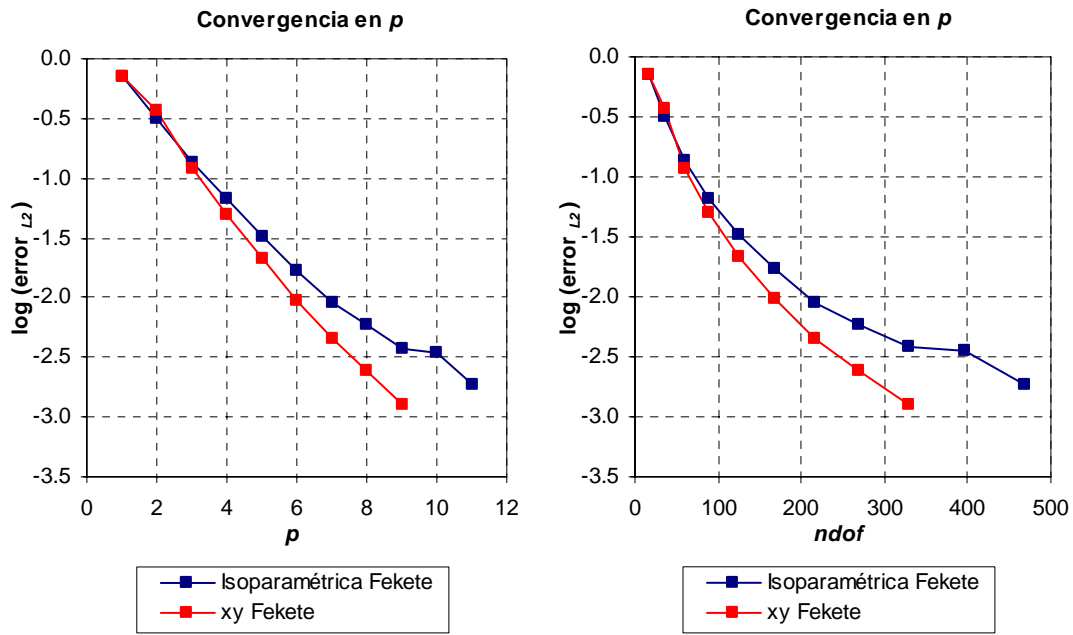 Convergencia en p
0.0
-0.5
-1.0
-1.5
-2.0
-2.5
-3.0
-3.5
log (error L2)
0 2 4 6 8 10 12
p
Isoparamétrica Fekete
xy Fekete
Convergencia en p
0.0
-0.5
-1.0
-1.5
-2.0
-2.5
-3.0
-3.5
log (error L2)
0 100 200 300 400 500
ndof
Isoparamétrica Fekete
xy Fekete